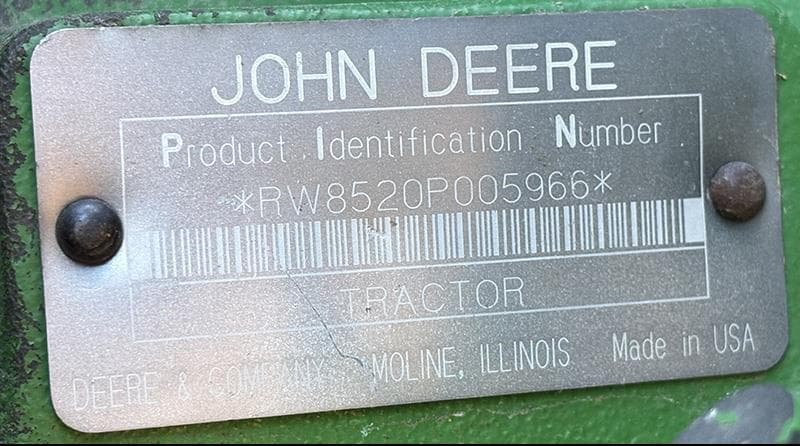 JOHN DEERE
Product Identification Number
*RW8520P005966*
TRACTOR
DEERE & COMPANY MOLINE, ILLINOIS Made in USA